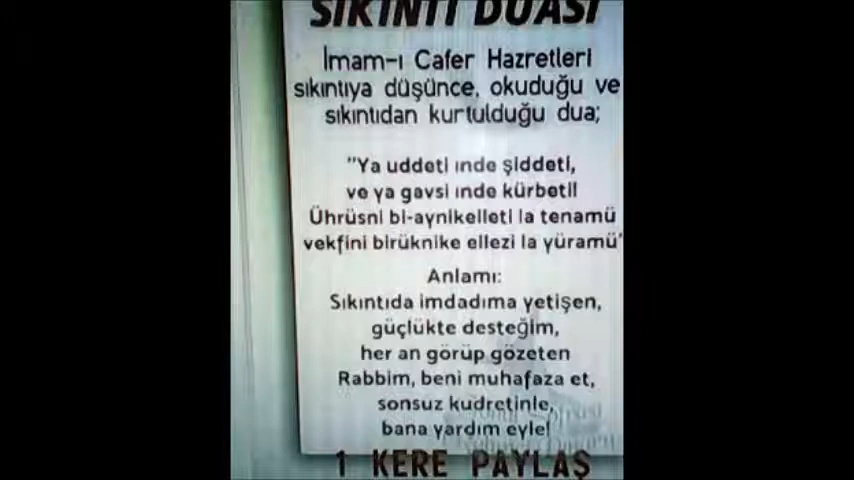 SIKINTI DUASI
İmam-ı Cafer Hazretleri
sıkıntıya düşünce, okuduğu ve
sıkıntıdan kurtulduğu dua;
"Ya uddeti ınde şiddeti,
ve ya gavsi ınde kürbeti!
Ührüsni bi-aynikelleti la tenamü
vekfini birüknike ellezi la yüramü"
Anlamı:
Sıkıntıda imdadıma yetişen,
güçlükte desteğim,
her an görüp gözeten
Rabbim, beni muhafaza et,
sonsuz kudretinle,
bana yardım eyle!
1 KERE PAYLAŞ